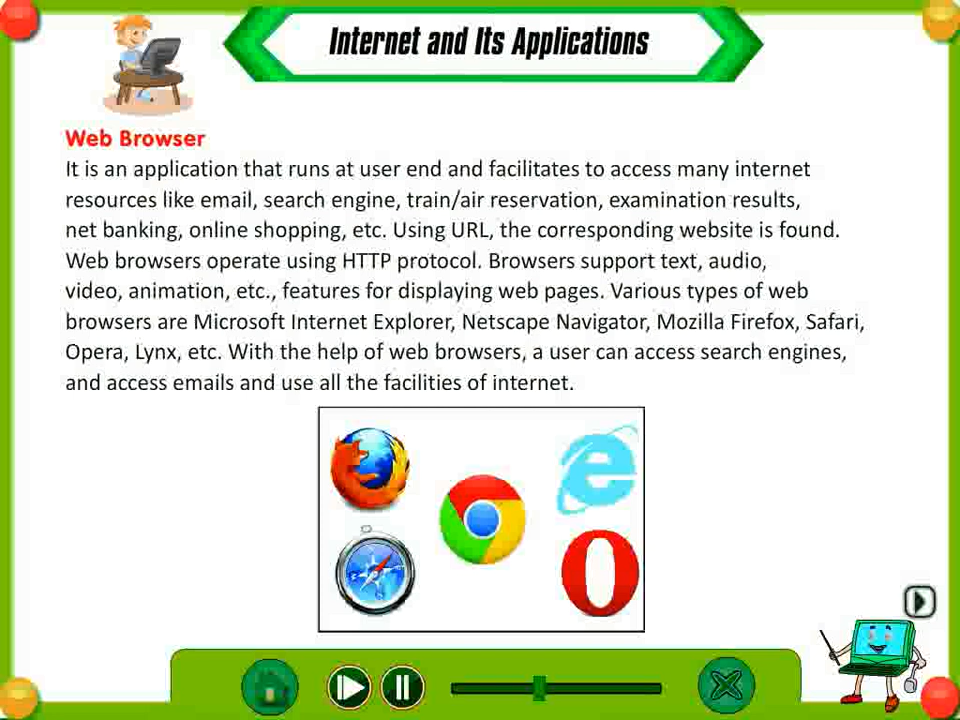 Internet and Its Applications
Web Browser
It is an application that runs at user end and facilitates to access many internet
resources like email, search engine, train/air reservation, examination results,
net banking, online shopping, etc. Using URL, the corresponding website is found.
Web browsers operate using HTTP protocol. Browsers support text, audio,
video, animation, etc., features for displaying web pages. Various types of web
browsers are Microsoft Internet Explorer, Netscape Navigator, Mozilla Firefox, Safari,
Opera, Lynx, etc. With the help of web browsers, a user can access search engines,
and access emails and use all the facilities of internet.